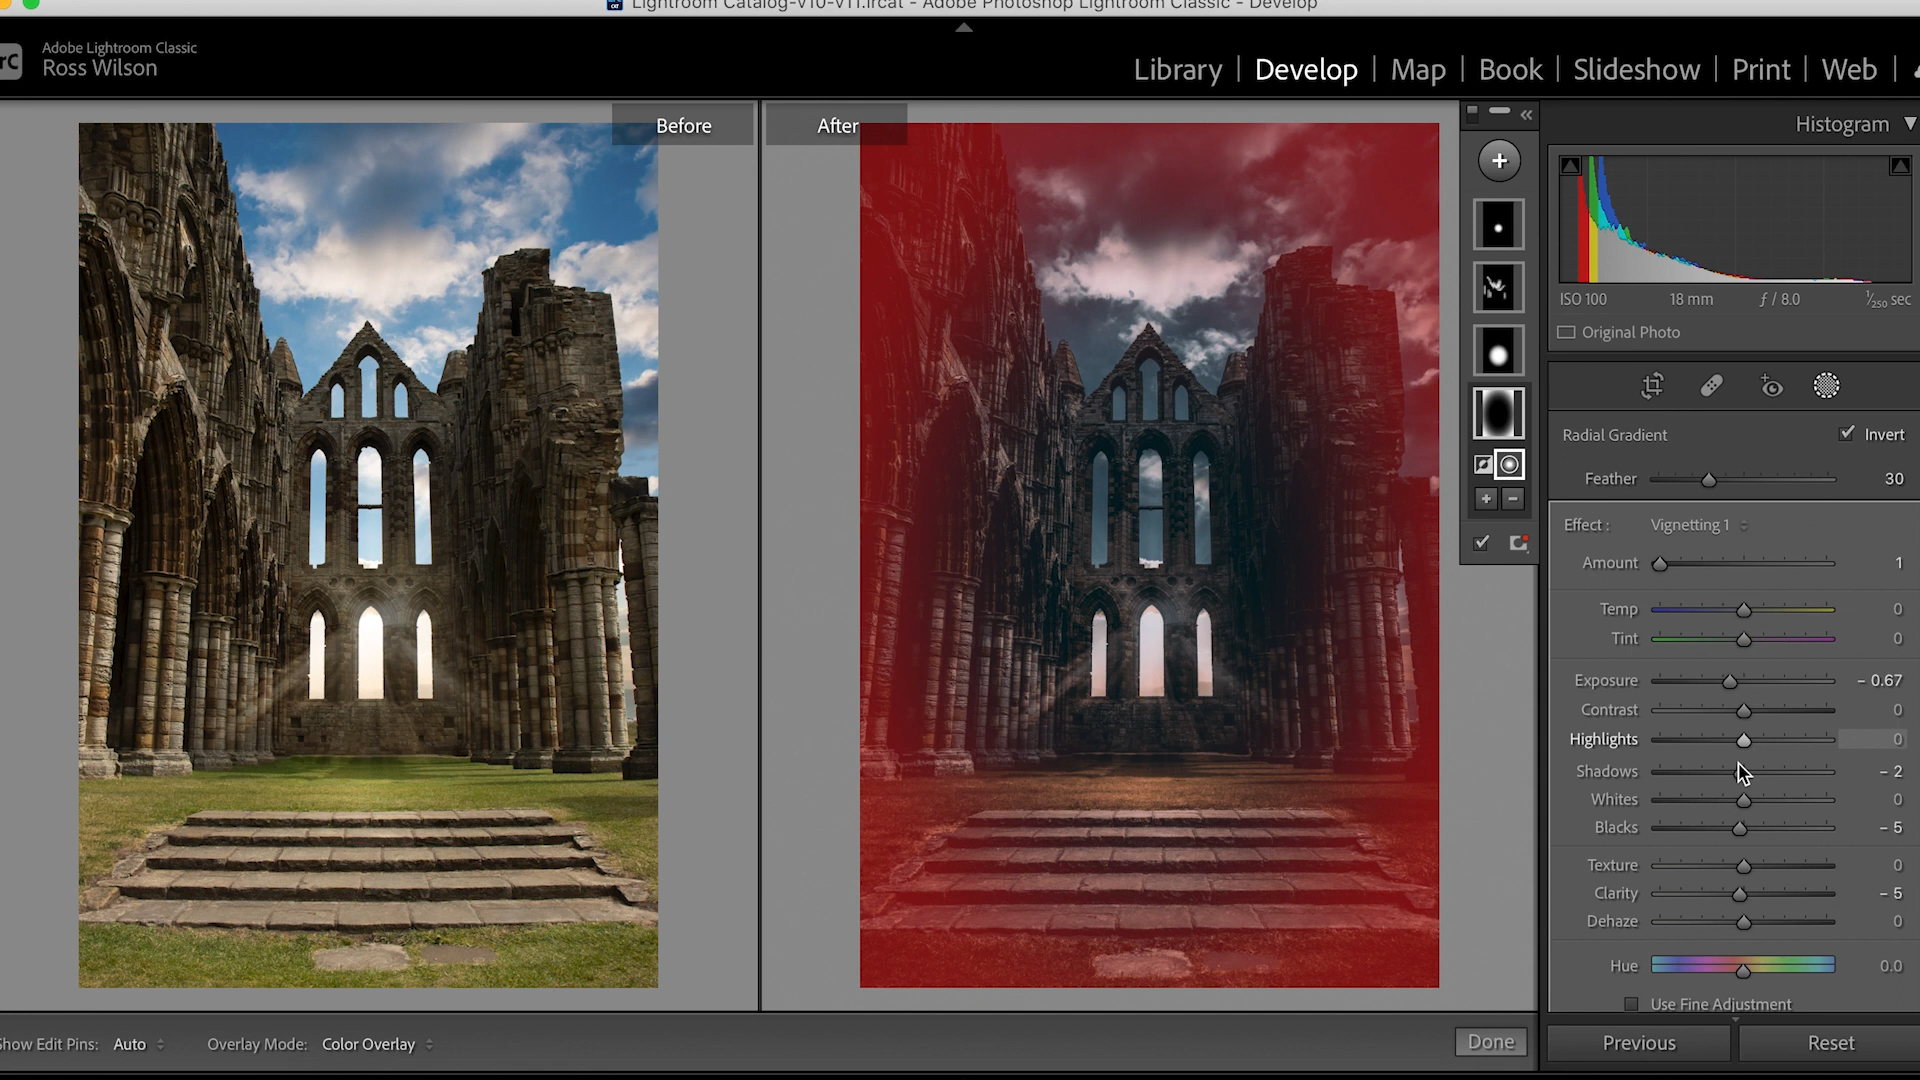 Lightroom Catalog-v10-v11.lrcat - Adobe Photoshop Lightroom Classic - Develop
rC
Adobe Lightroom Classic
Ross Wilson
Library | Develop | Map | Book | Slideshow | Print | Web |
Before
After
Histogram
ISO 100 18 mm ƒ / 8.0 1/250 sec
Original Photo
Radial Gradient Invert
Feather 30
Effect : Vignetting 1
Amount 1
Temp 0
Tint 0
Exposure - 0.67
Contrast 0
Highlights 0
Shadows - 2
Whites 0
Blacks - 5
Texture 0
Clarity - 5
Dehaze 0
Hue 0.0
Use Fine Adjustment
Show Edit Pins: Auto Overlay Mode: Color Overlay Done
Previous Reset